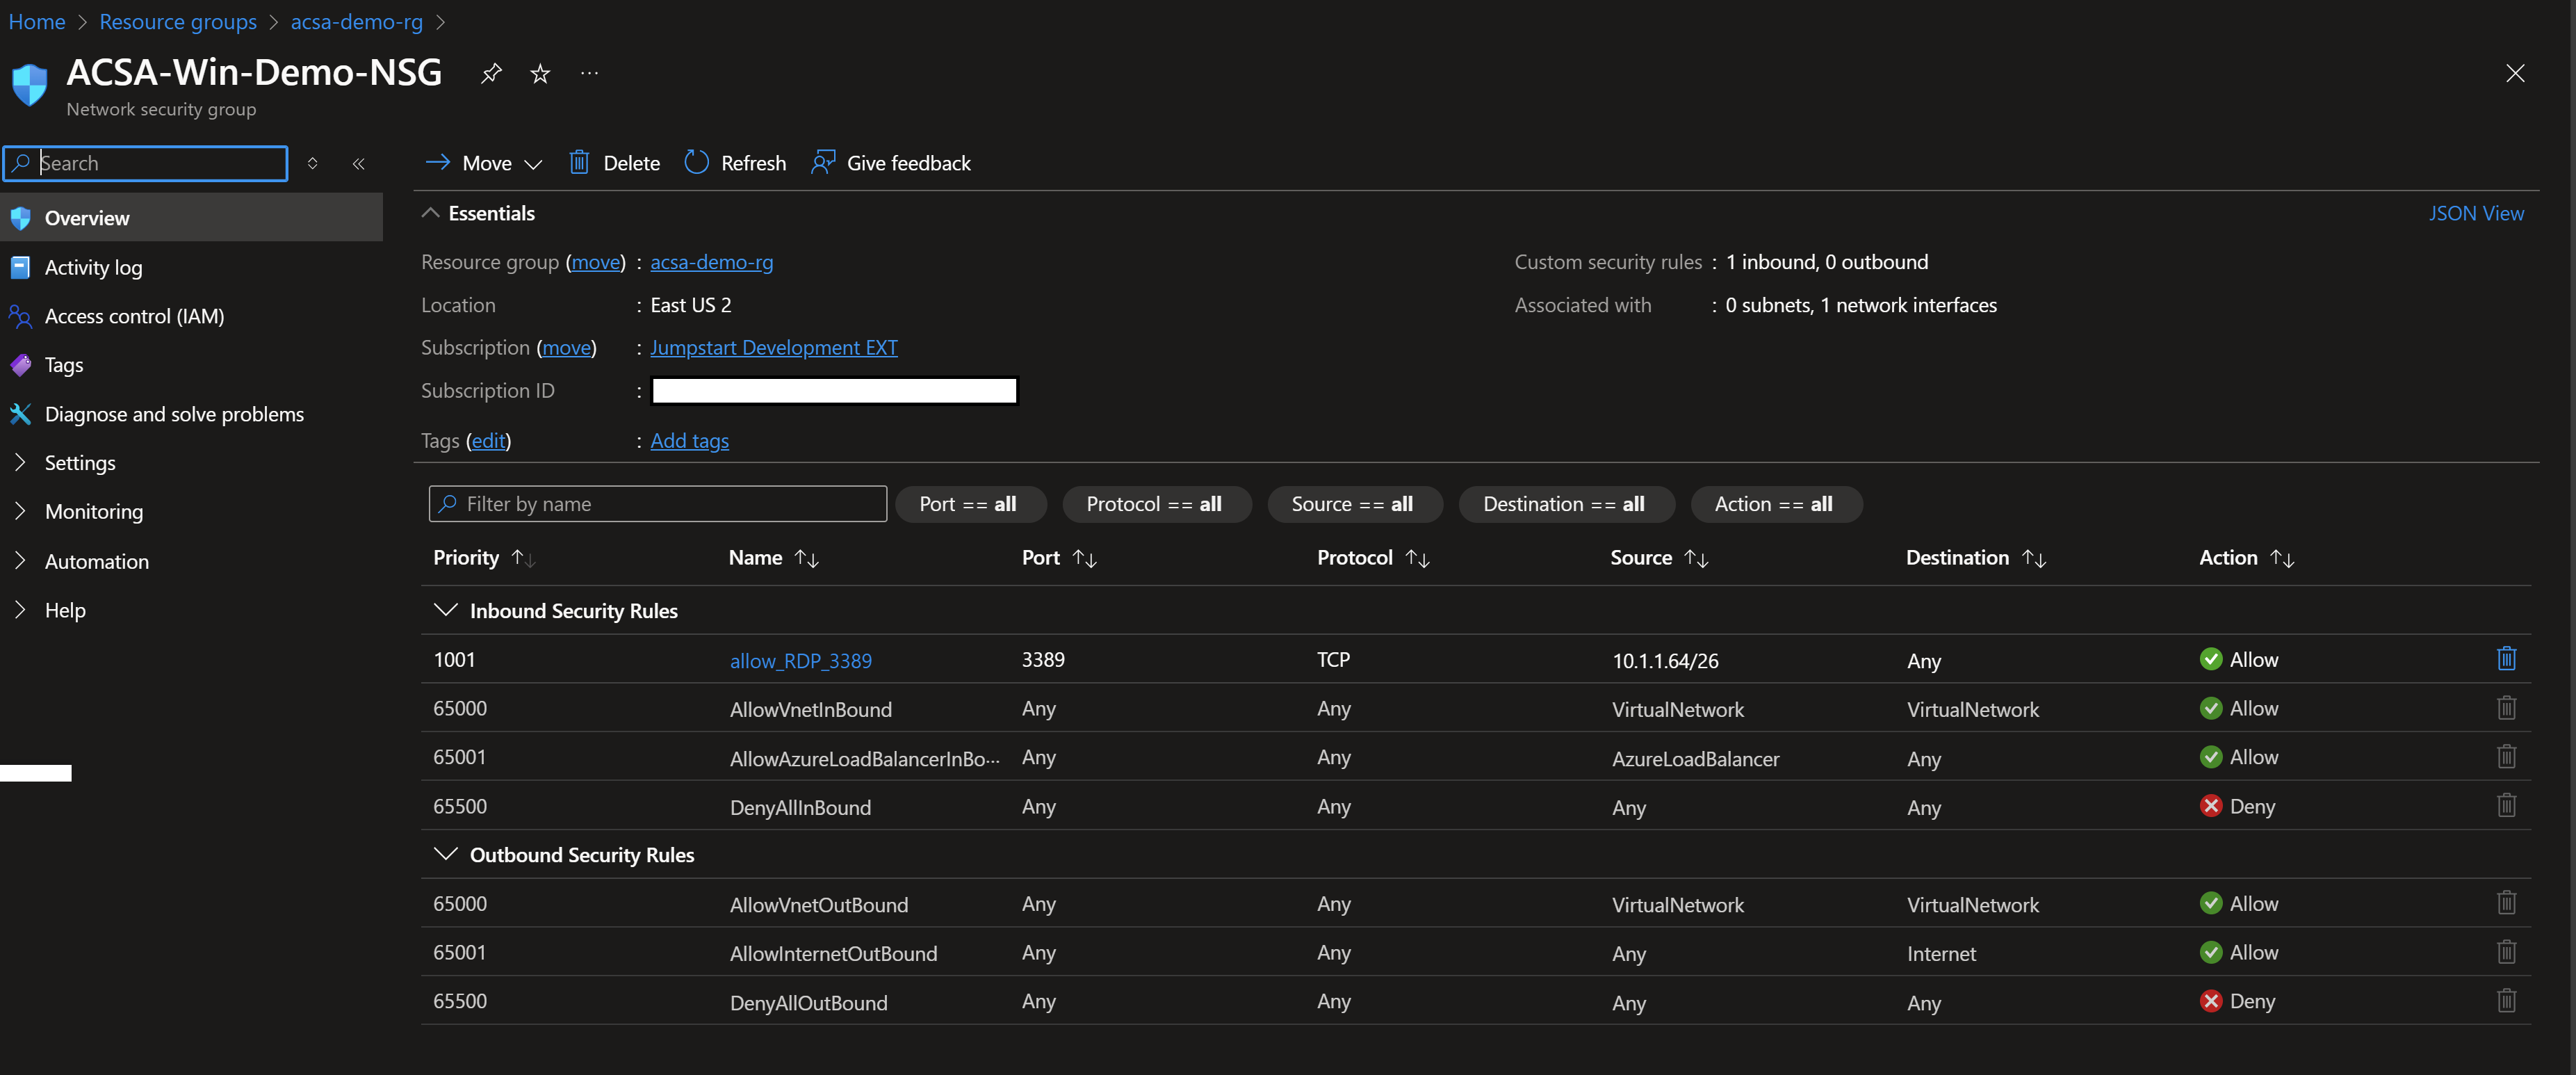 Home > Resource groups > acsa-demo-rg >
ACSA-Win-Demo-NSG
Network security group
Search
Move Delete Refresh Give feedback
Overview
Activity log
Access control (IAM)
Tags
Diagnose and solve problems
Settings
Monitoring
Automation
Help
Essentials JSON View
Resource group (move) : acsa-demo-rg Custom security rules : 1 inbound, 0 outbound
Location : East US 2 Associated with : 0 subnets, 1 network interfaces
Subscription (move) : Jumpstart Development EXT
Subscription ID :
Tags (edit) : Add tags
Filter by name Port == all Protocol == all Source == all Destination == all Action == all
Priority Name Port Protocol Source Destination Action
Inbound Security Rules
1001 allow_RDP_3389 3389 TCP 10.1.1.64/26 Any Allow
65000 AllowVnetInBound Any Any VirtualNetwork VirtualNetwork Allow
65001 AllowAzureLoadBalancerInBo... Any Any AzureLoadBalancer Any Allow
65500 DenyAllInBound Any Any Any Any Deny
Outbound Security Rules
65000 AllowVnetOutBound Any Any VirtualNetwork VirtualNetwork Allow
65001 AllowInternetOutBound Any Any Any Internet Allow
65500 DenyAllOutBound Any Any Any Any Deny